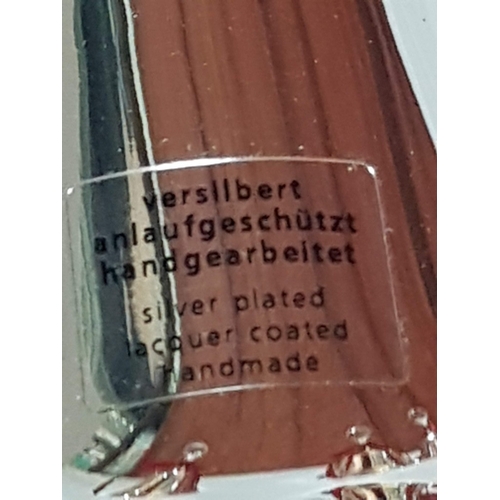 versilbert
anlaufgeschützt
handgearbeitet
silver plated
lacquer coated
handmade